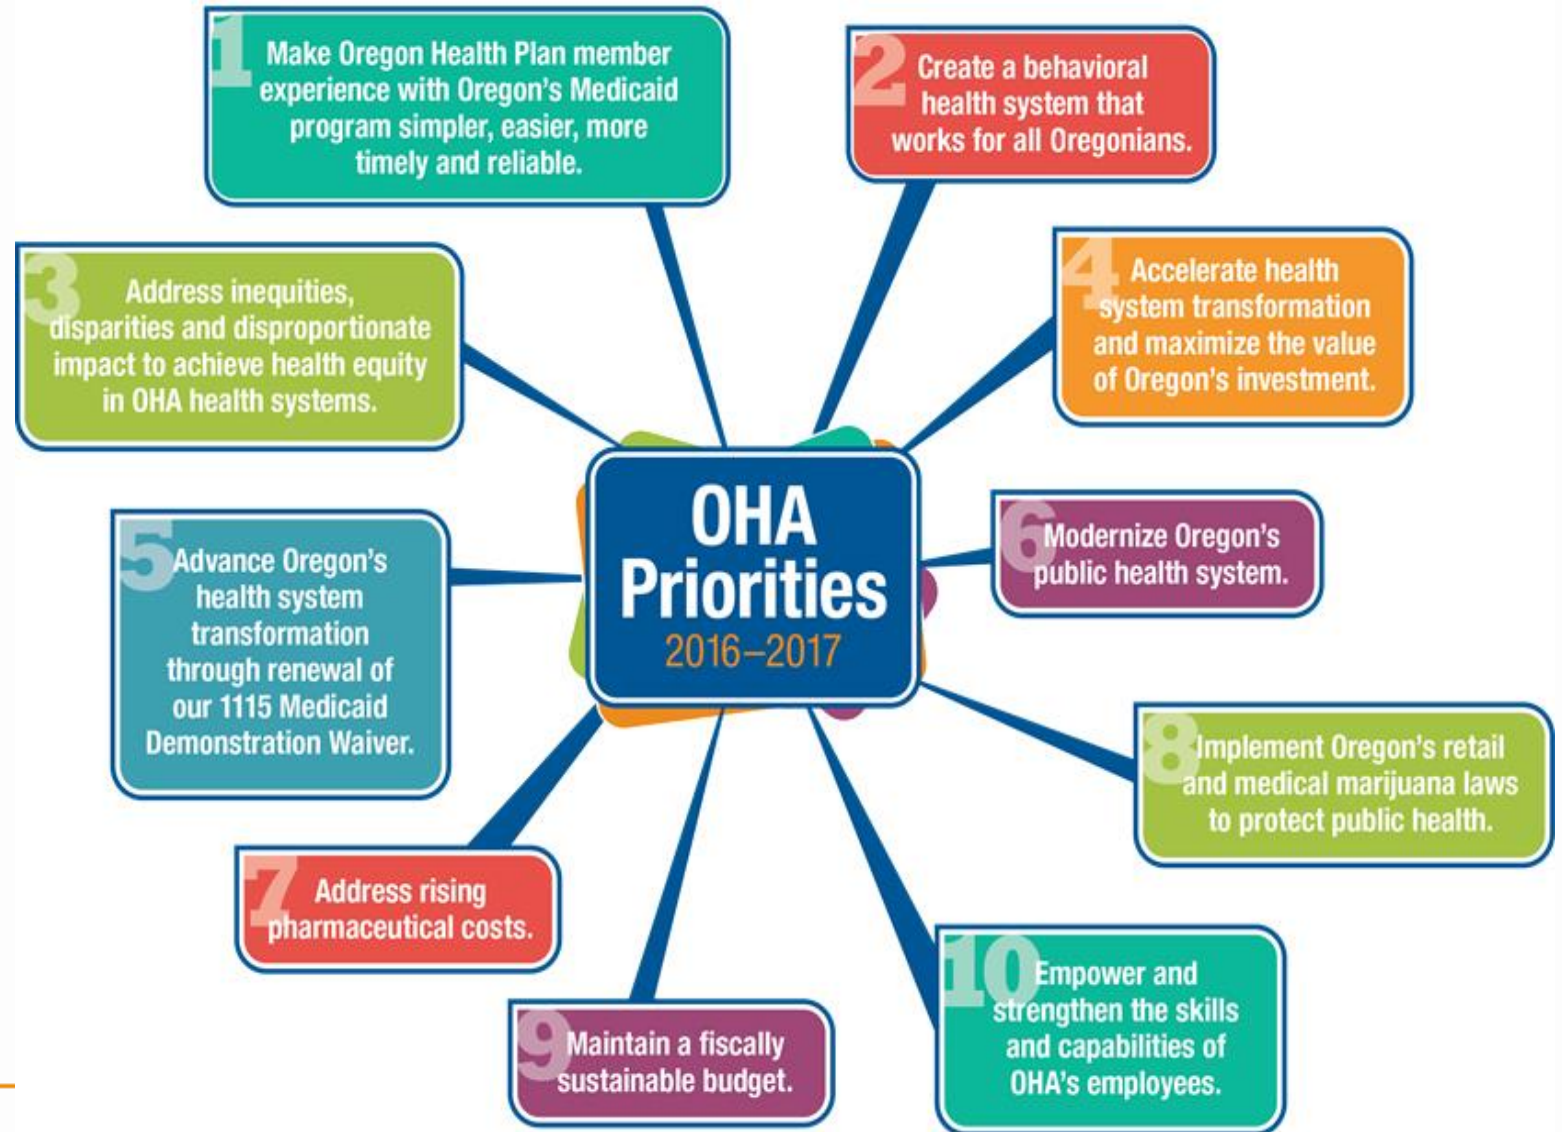 1
Make Oregon Health Plan member
experience with Oregon's Medicaid
program simpler, easier, more
timely and reliable.
2
Create a behavioral
health system that
works for all Oregonians.
3
Address inequities,
disparities and disproportionate
impact to achieve health equity
in OHA health systems.
4
Accelerate health
system transformation
and maximize the value
of Oregon's investment.
OHA
Priorities
2016–2017
5
Advance Oregon's
health system
transformation
through renewal of
our 1115 Medicaid
Demonstration Waiver.
6
Modernize Oregon's
public health system.
7
Address rising
pharmaceutical costs.
8
Implement Oregon's retail
and medical marijuana laws
to protect public health.
9
Maintain a fiscally
sustainable budget.
10
Empower and
strengthen the skills
and capabilities of
OHA's employees.